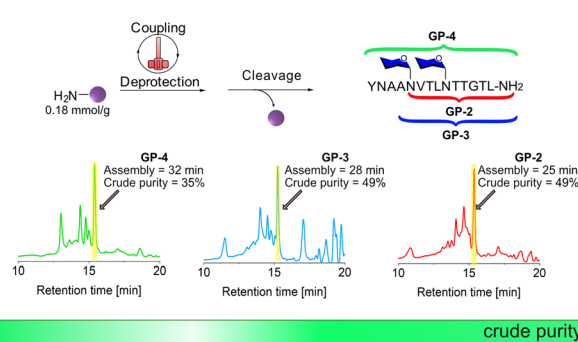 Coupling
Deprotection
H₂N
0.18 mmol/g
Cleavage
GP-4
O O
YNAANVTLNTTGTL-NH2
GP-2
GP-3
GP-4
Assembly = 32 min
Crude purity = 35%
10 15 20
Retention time [min]
GP-3
Assembly = 28 min
Crude purity = 49%
10 15 20
Retention time [min]
GP-2
Assembly = 25 min
Crude purity = 49%
10 15 20
Retention time [min]
crude purity